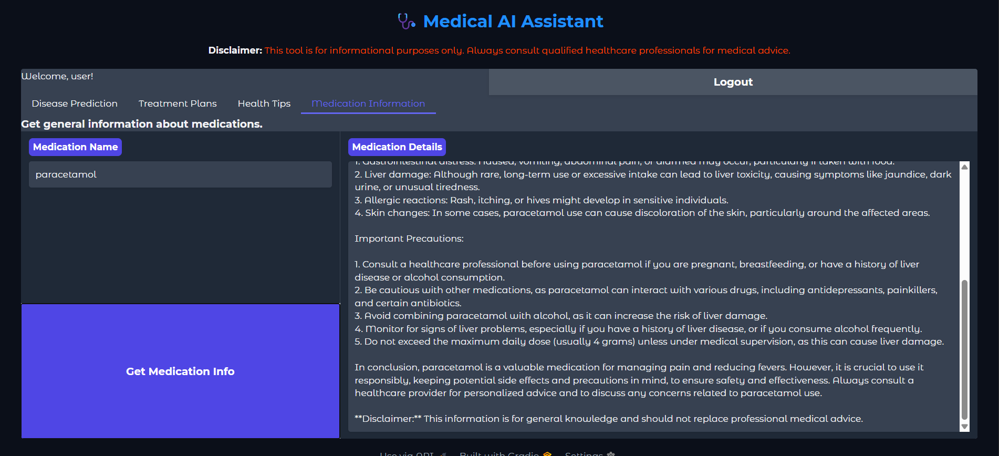 Medical AI Assistant
Disclaimer: This tool is for informational purposes only. Always consult qualified healthcare professionals for medical advice.
Welcome, user!
Logout
Disease Prediction
Treatment Plans
Health Tips
Medication Information
Get general information about medications.
Medication Name
paracetamol
Get Medication Info
Medication Details
1. Gastrointestinal distress: vomiting, abdominal pain, or may occur, particularly if taken with food.
2. Liver damage: Although rare, long-term use or excessive intake can lead to liver toxicity, causing symptoms like jaundice, dark
urine, or unusual tiredness.
3. Allergic reactions: Rash, itching, or hives might develop in sensitive individuals.
4. Skin changes: In some cases, paracetamol use can cause discoloration of the skin, particularly around the affected areas.
Important Precautions:
1. Consult a healthcare professional before using paracetamol if you are pregnant, breastfeeding, or have a history of liver
disease or alcohol consumption.
2. Be cautious with other medications, as paracetamol can interact with various drugs, including antidepressants, painkillers,
and certain antibiotics.
3. Avoid combining paracetamol with alcohol, as it can increase the risk of liver damage.
4. Monitor for signs of liver problems, especially if you have a history of liver disease, or if you consume alcohol frequently.
5. Do not exceed the maximum daily dose (usually 4 grams) unless under medical supervision, as this can cause liver damage.
In conclusion, paracetamol is a valuable medication for managing pain and reducing fevers. However, it is crucial to use it
responsibly, keeping potential side effects and precautions in mind, to ensure safety and effectiveness. Always consult a
healthcare provider for personalized advice and to discuss any concerns related to paracetamol use.
**Disclaimer:** This information is for general knowledge and should not replace professional medical advice.
Use via API
Built with Gradio
Settings